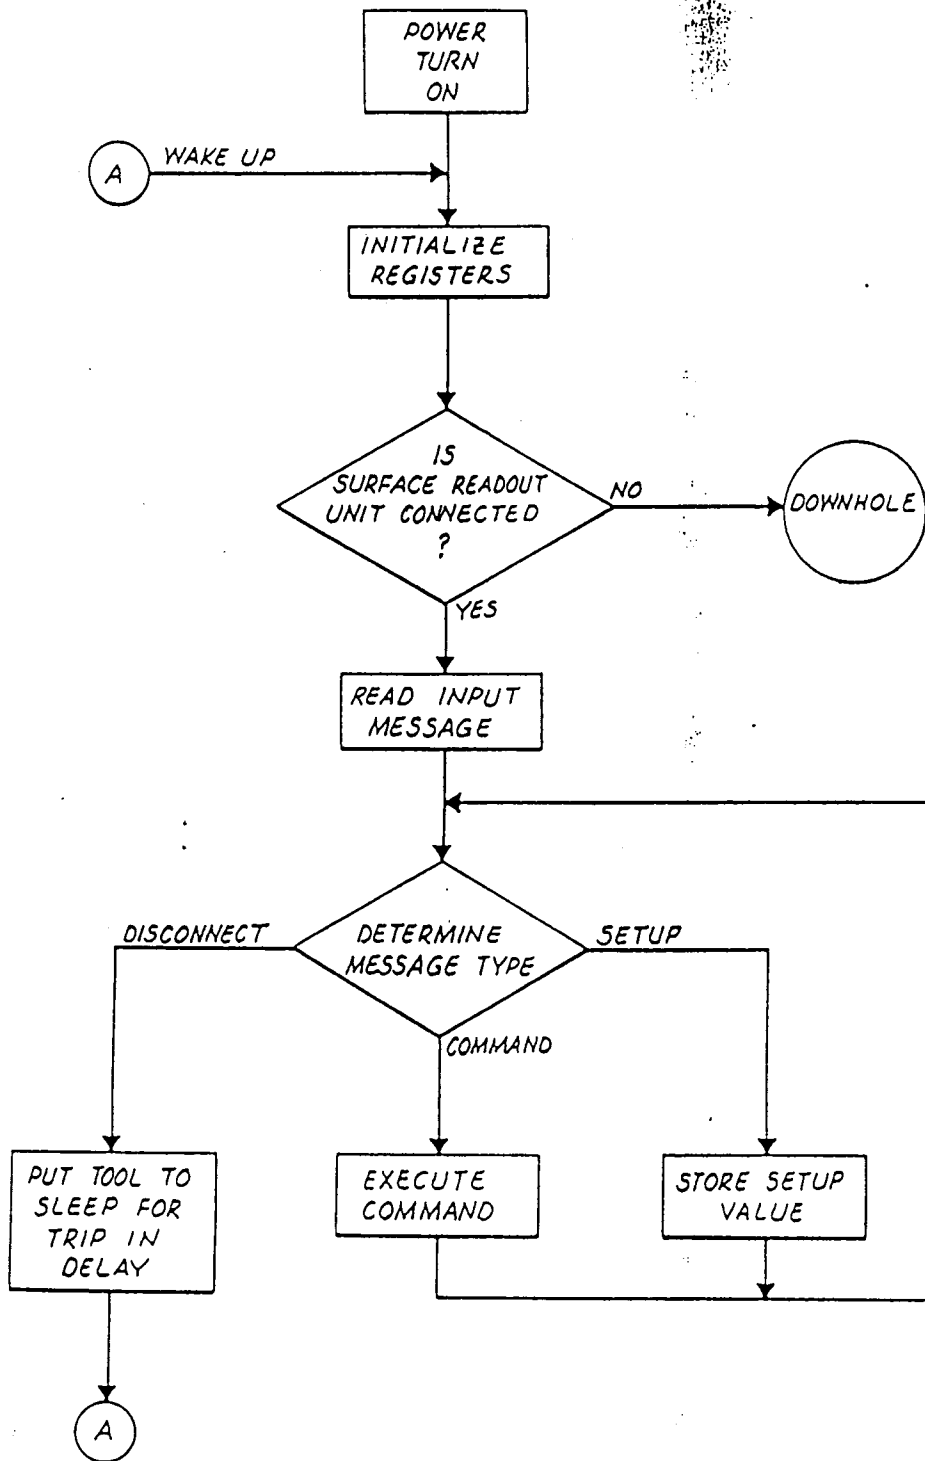 POWER
TURN
ON
A
WAKE UP
INITIALIZE
REGISTERS
IS
SURFACE READOUT
UNIT CONNECTED
?
NO
DOWNHOLE
YES
READ INPUT
MESSAGE
DISCONNECT
DETERMINE
MESSAGE TYPE
SETUP
COMMAND
PUT TOOL TO
SLEEP FOR
TRIP IN
DELAY
EXECUTE
COMMAND
STORE SETUP
VALUE
A